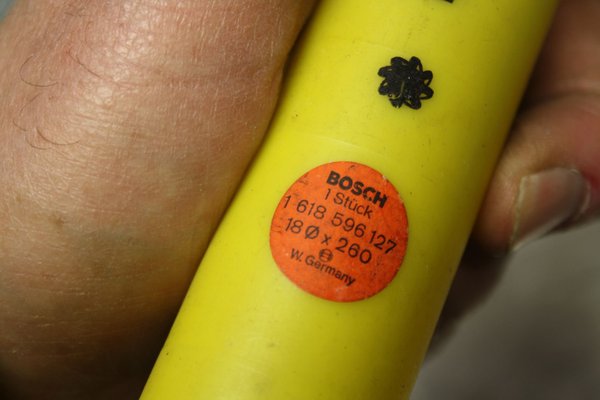 BOSCH
1 Stück
1 618 596 127
18 Ø x 260
W. Germany